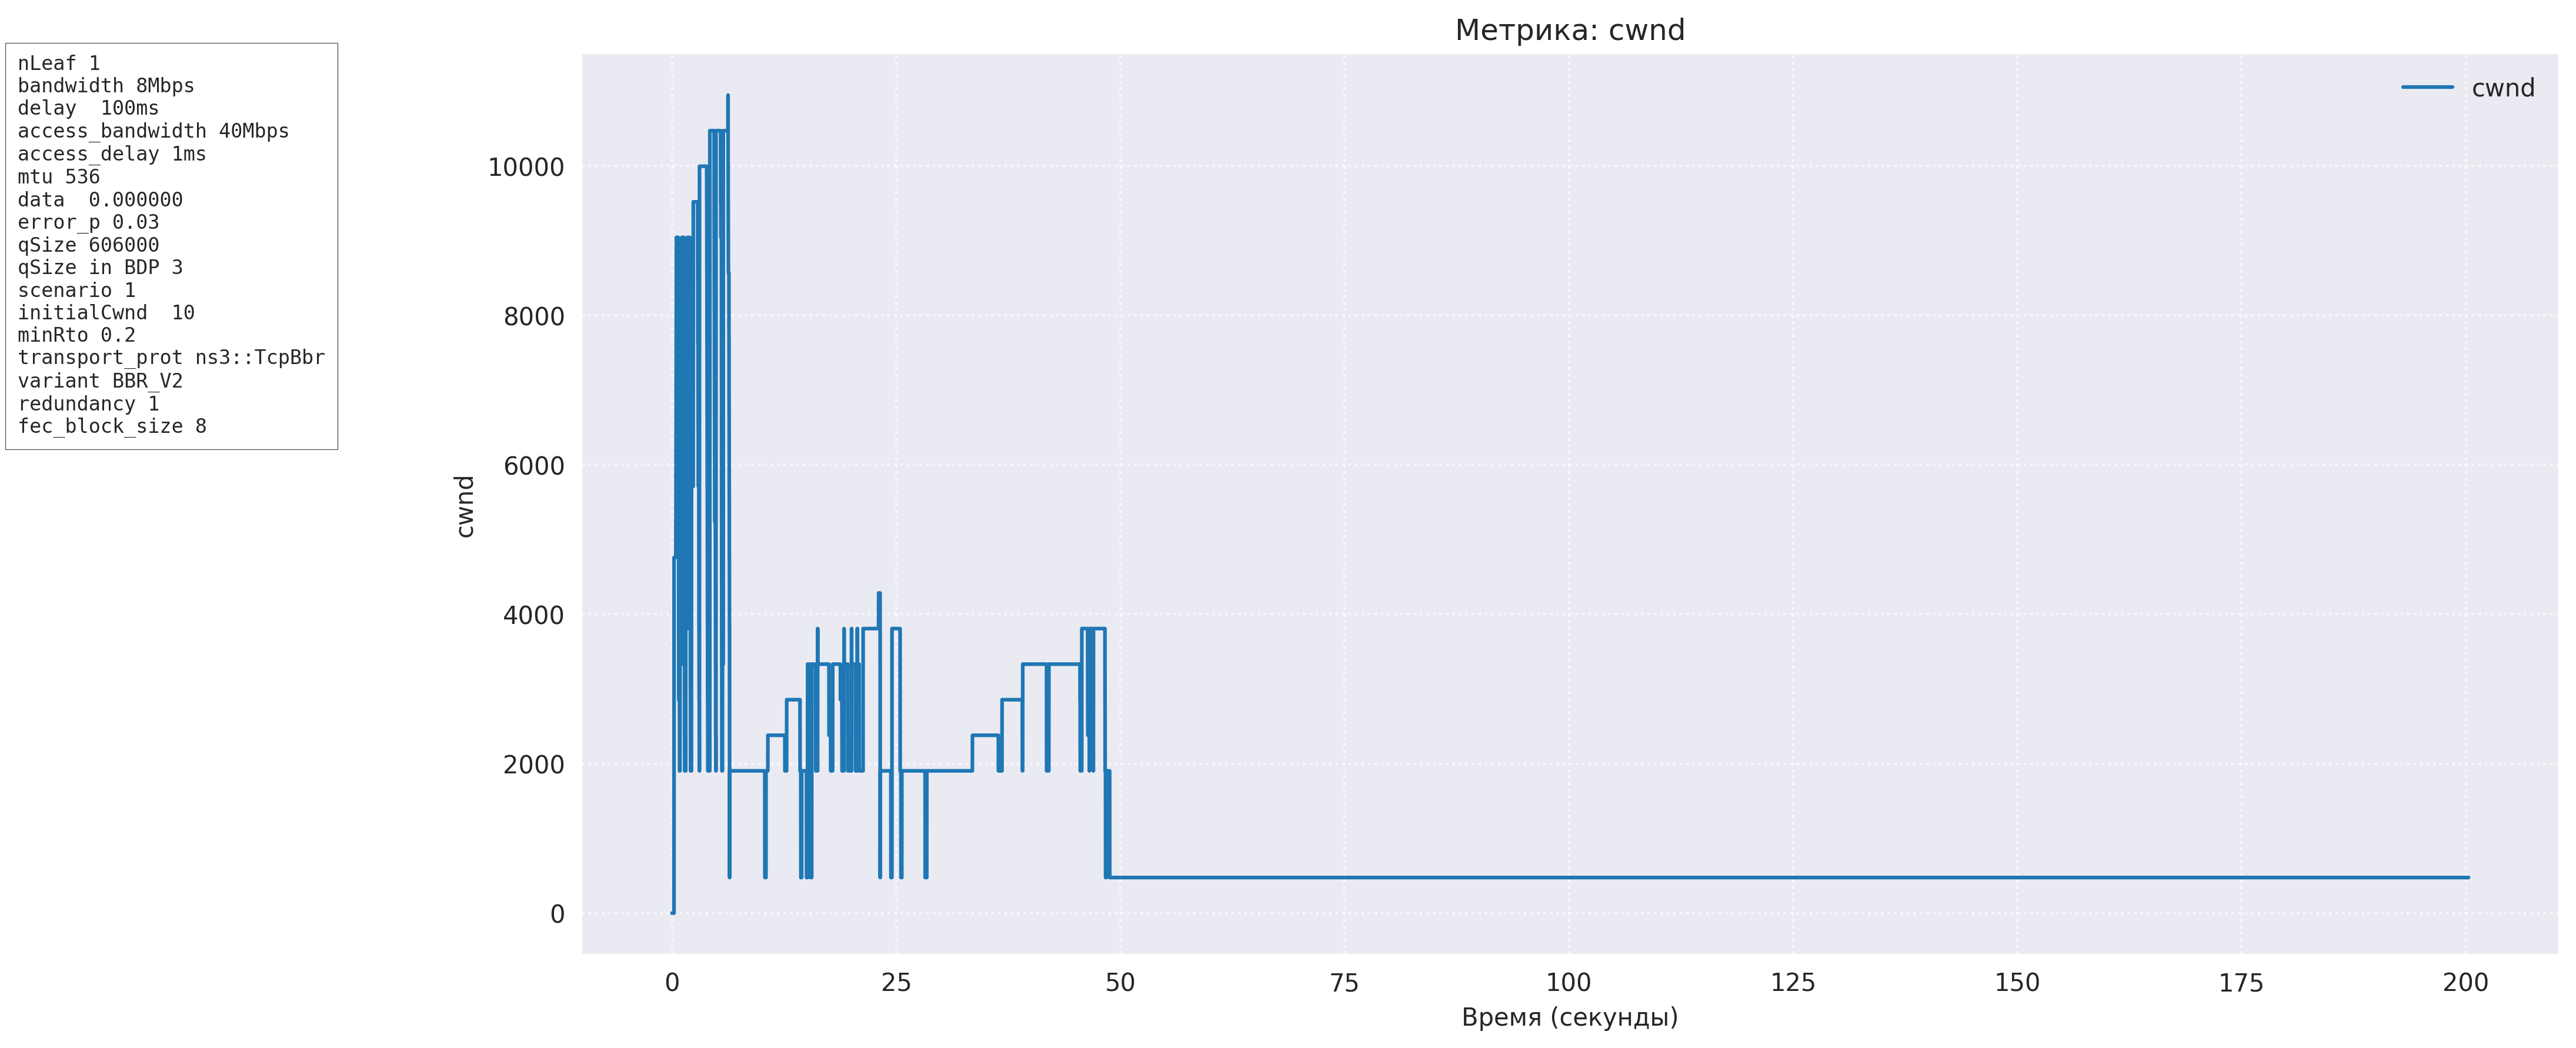 Метрика: cwnd
nLeaf 1
bandwidth 8Mbps
delay  100ms
access_bandwidth 40Mbps
access_delay 1ms
mtu 536
data  0.000000
error_p 0.03
qSize 606000
qSize in BDP 3
scenario 1
initialCwnd  10
minRto 0.2
transport_prot ns3::TcpBbr
variant BBR_V2
redundancy 1
fec_block_size 8
cwnd
10000
8000
6000
4000
2000
0
cwnd
0 25 50 75 100 125 150 175 200
Время (секунды)